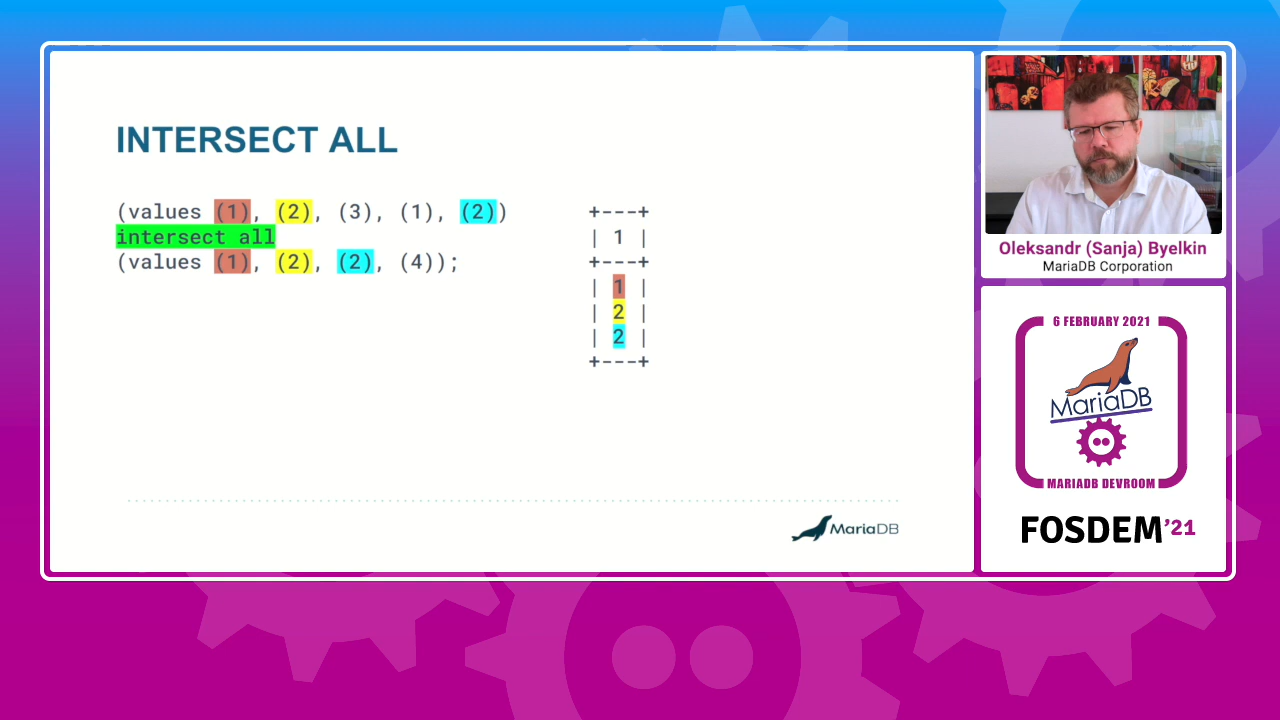 INTERSECT ALL
(values (1), (2), (3), (1), (2))
intersect all
(values (1), (2), (2), (4));
+---+
| 1 |
+---+
| 1 |
| 2 |
| 2 |
+---+
MariaDB
Oleksandr (Sanja) Byelkin
MariaDB Corporation
6 FEBRUARY 2021
MariaDB
MARIADB DEVROOM
FOSDEM'21